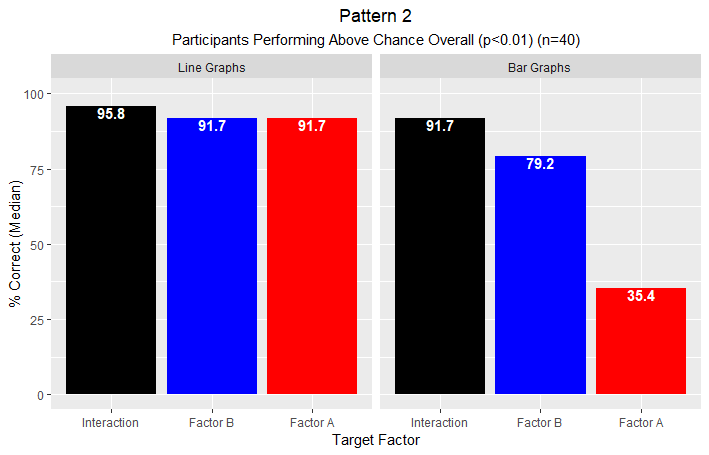 Pattern 2
Participants Performing Above Chance Overall (p<0.01) (n=40)
Line Graphs
Bar Graphs
% Correct (Median)
100
75
50
25
0
95.8
91.7
91.7
91.7
79.2
35.4
Interaction
Factor B
Factor A
Interaction
Factor B
Factor A
Target Factor